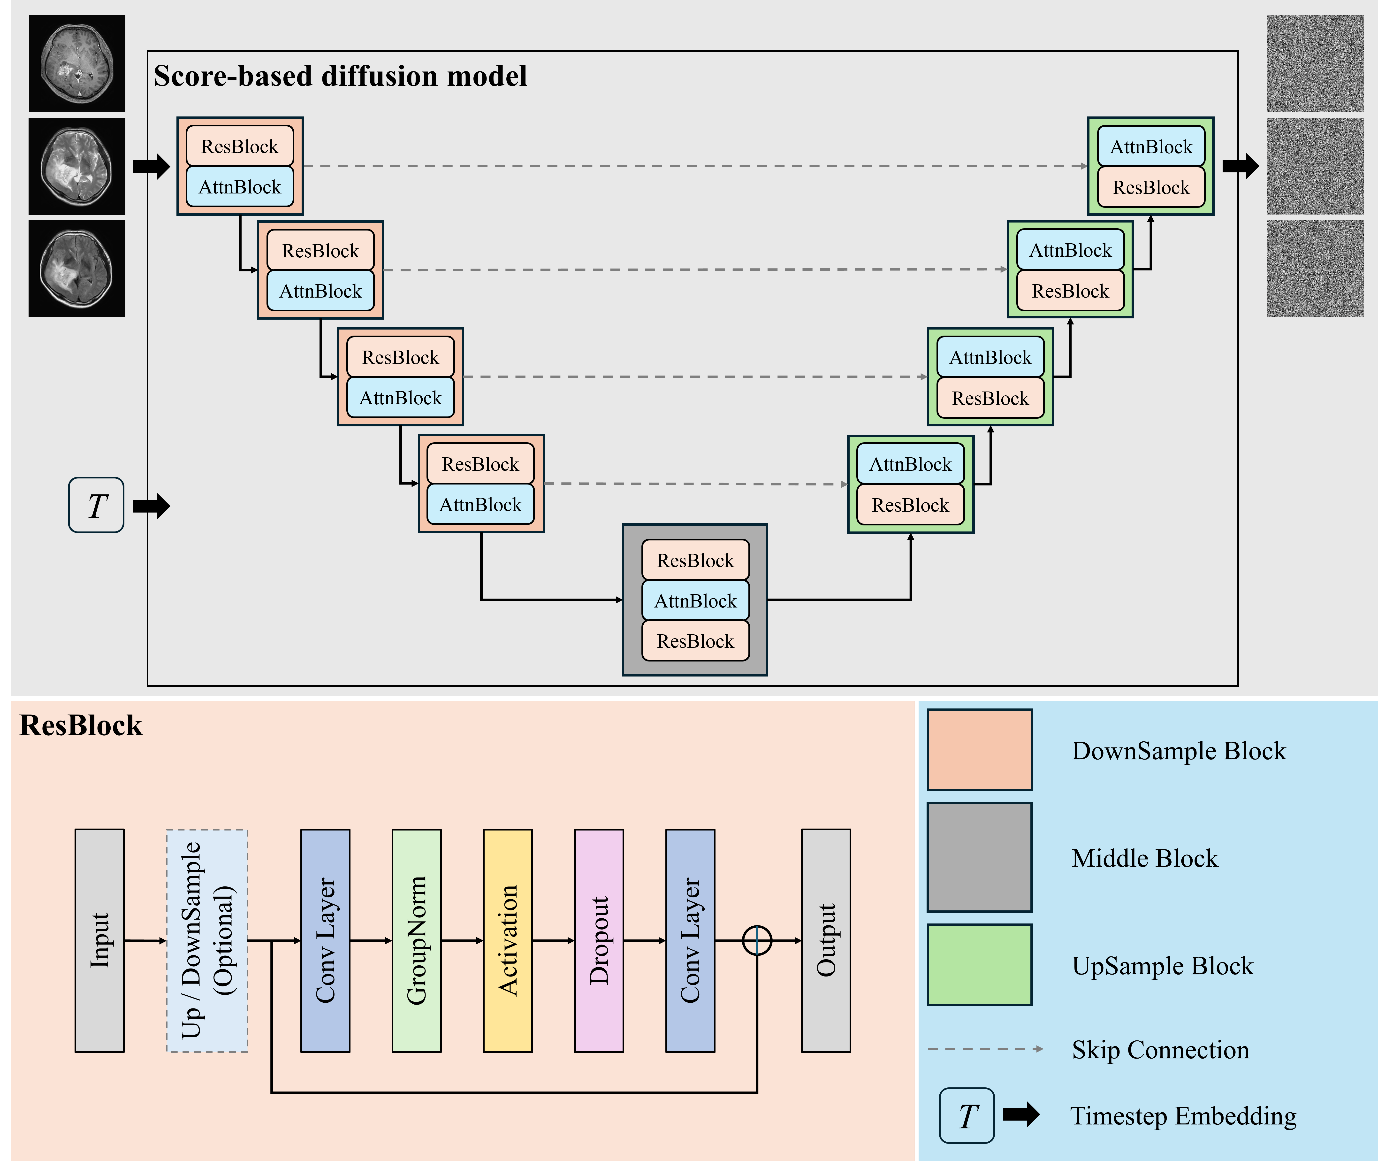 Score-based diffusion model
ResBlock
AttnBlock
AttnBlock
ResBlock
ResBlock
AttnBlock
AttnBlock
ResBlock
ResBlock
AttnBlock
AttnBlock
ResBlock
ResBlock
AttnBlock
AttnBlock
ResBlock
T
ResBlock
AttnBlock
ResBlock
ResBlock
Input
Up / DownSample
(Optional)
Conv Layer
GroupNorm
Activation
Dropout
Conv Layer
Output
DownSample Block
Middle Block
UpSample Block
Skip Connection
T
Timestep Embedding